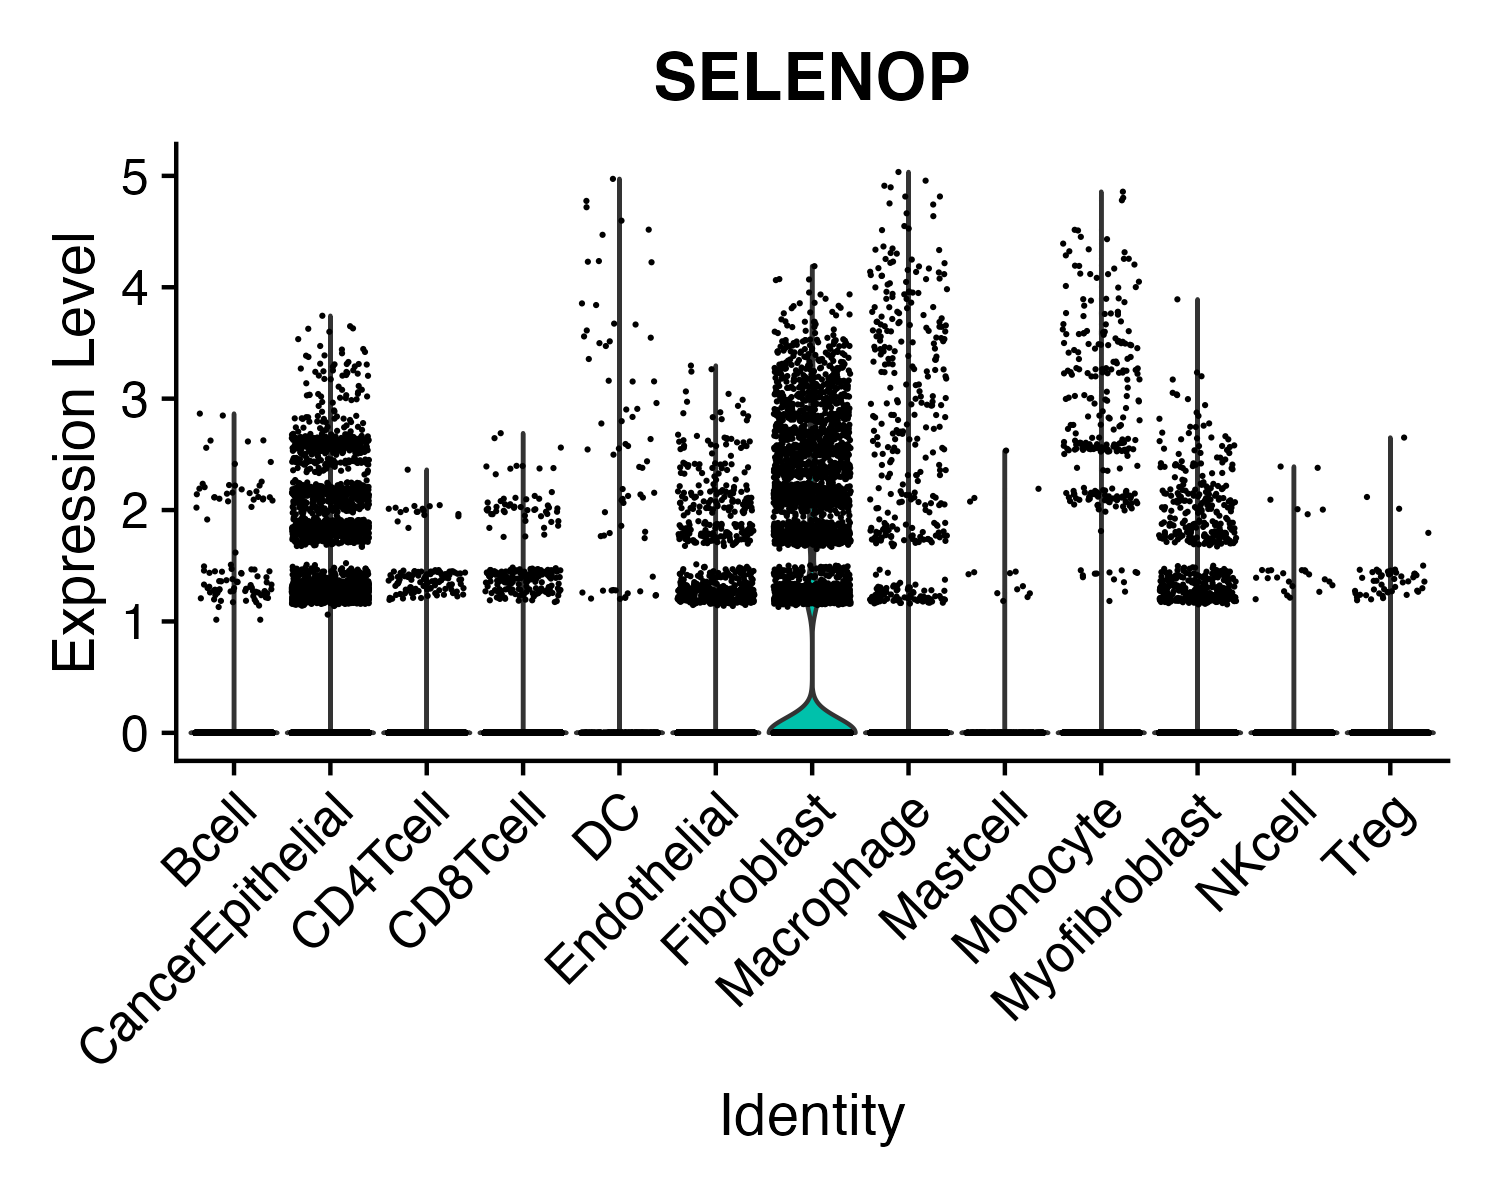 SELENOP
Expression Level
5
4
3
2
1
0
Bcell
CancerEpithelial
CD4Tcell
CD8Tcell
DC
Endothelial
Fibroblast
Macrophage
Mastcell
Monocyte
Myofibroblast
NKcell
Treg
Identity